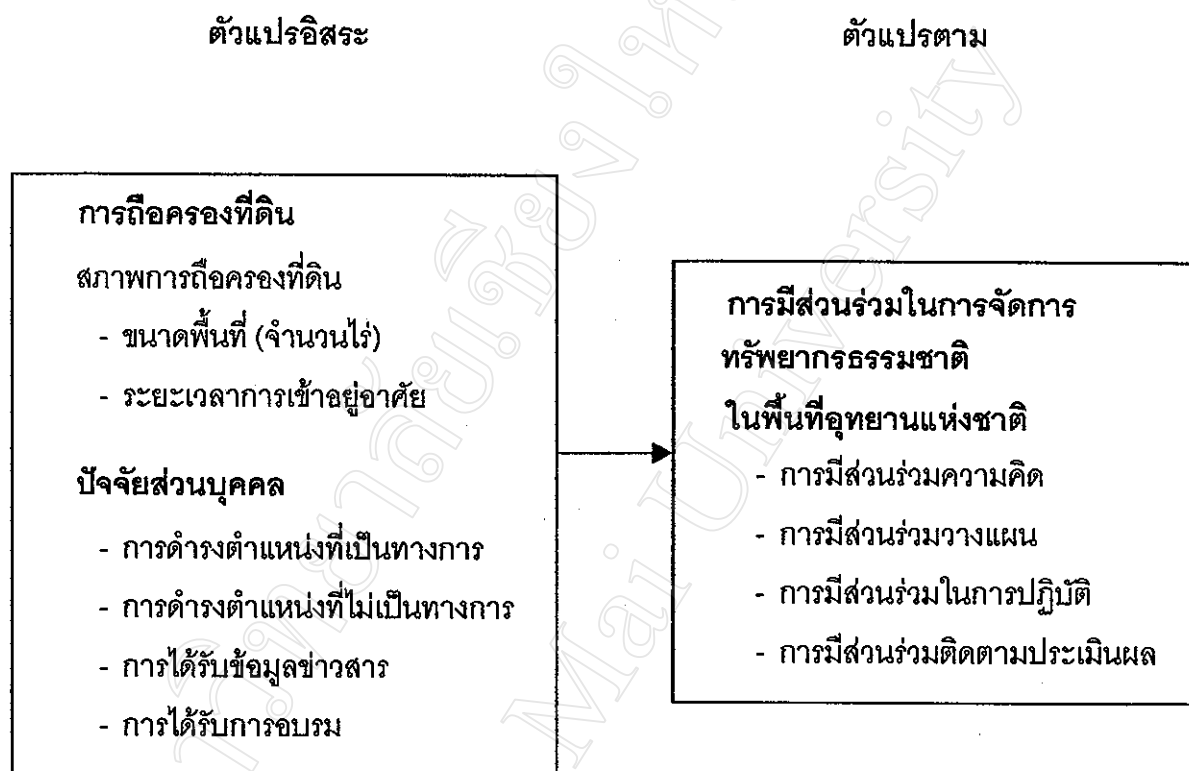 ตัวแปรอิสระ
ตัวแปรตาม
การถือครองที่ดิน
สภาพการถือครองที่ดิน
- ขนาดพื้นที่ (จำนวนไร่)
- ระยะเวลาการเข้าอยู่อาศัย
ปัจจัยส่วนบุคคล
- การดำรงตำแหน่งที่เป็นทางการ
- การดำรงตำแหน่งที่ไม่เป็นทางการ
- การได้รับข้อมูลข่าวสาร
- การได้รับการอบรม
การมีส่วนร่วมในการจัดการ
ทรัพยากรธรรมชาติ
ในพื้นที่อุทยานแห่งชาติ
- การมีส่วนร่วมความคิด
- การมีส่วนร่วมวางแผน
- การมีส่วนร่วมในการปฏิบัติ
- การมีส่วนร่วมติดตามประเมินผล
Mai University